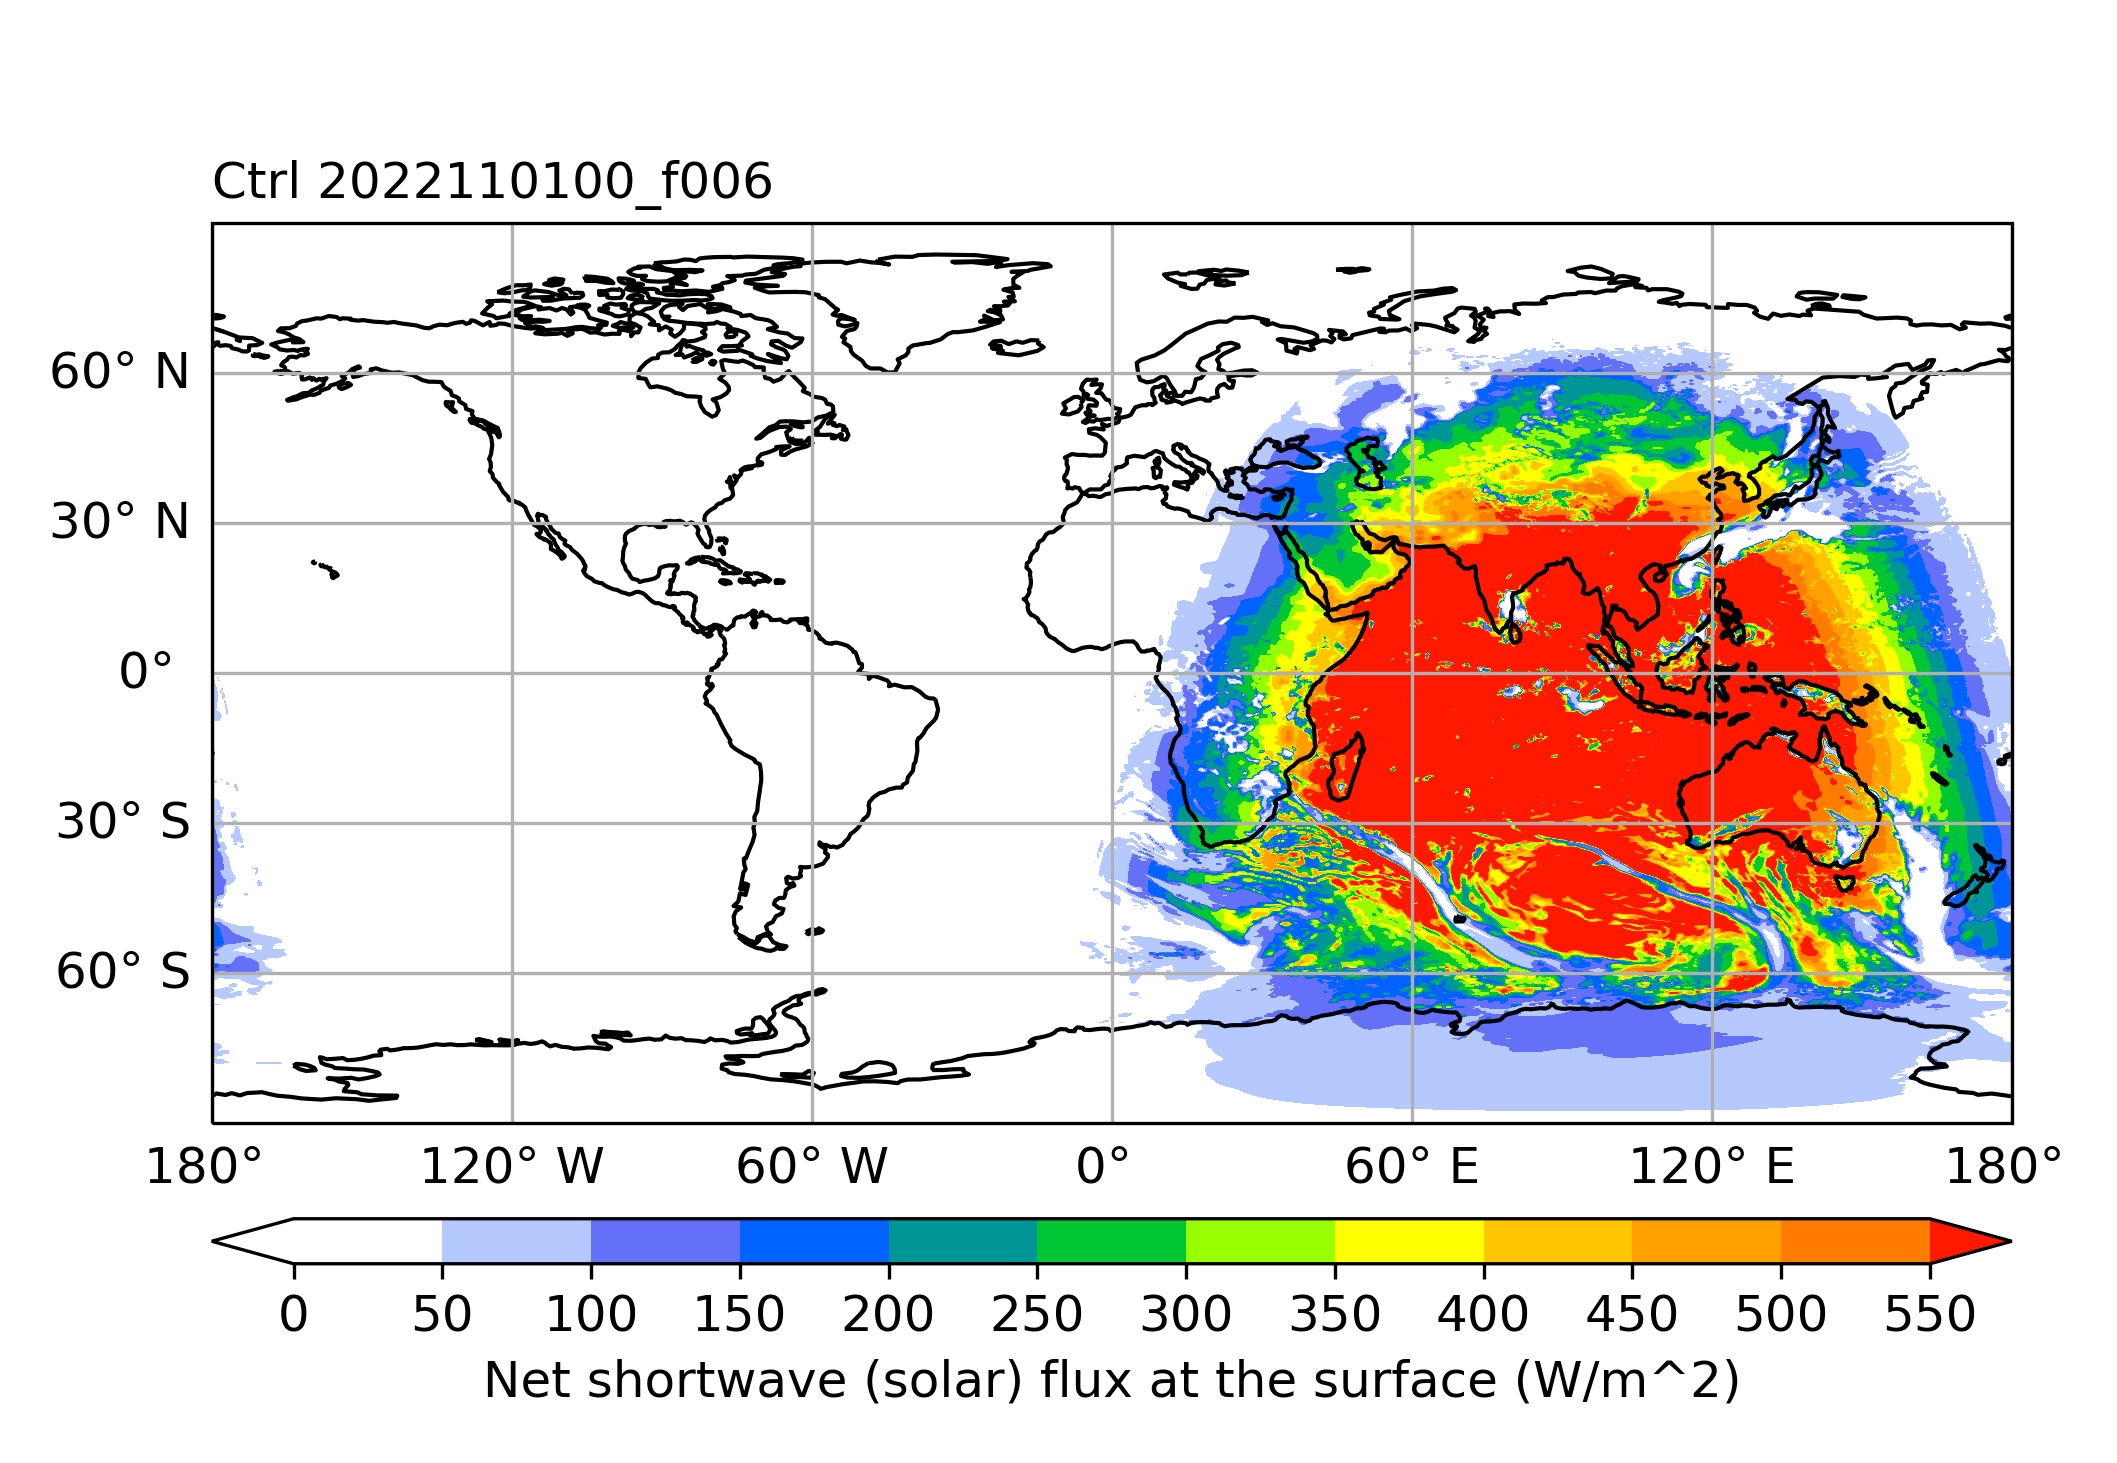 Ctrl 2022110100_f006
60° N
30° N
0°
30° S
60° S
180° 120° W 60° W 0° 60° E 120° E 180°
0 50 100 150 200 250 300 350 400 450 500 550
Net shortwave (solar) flux at the surface (W/m^2)